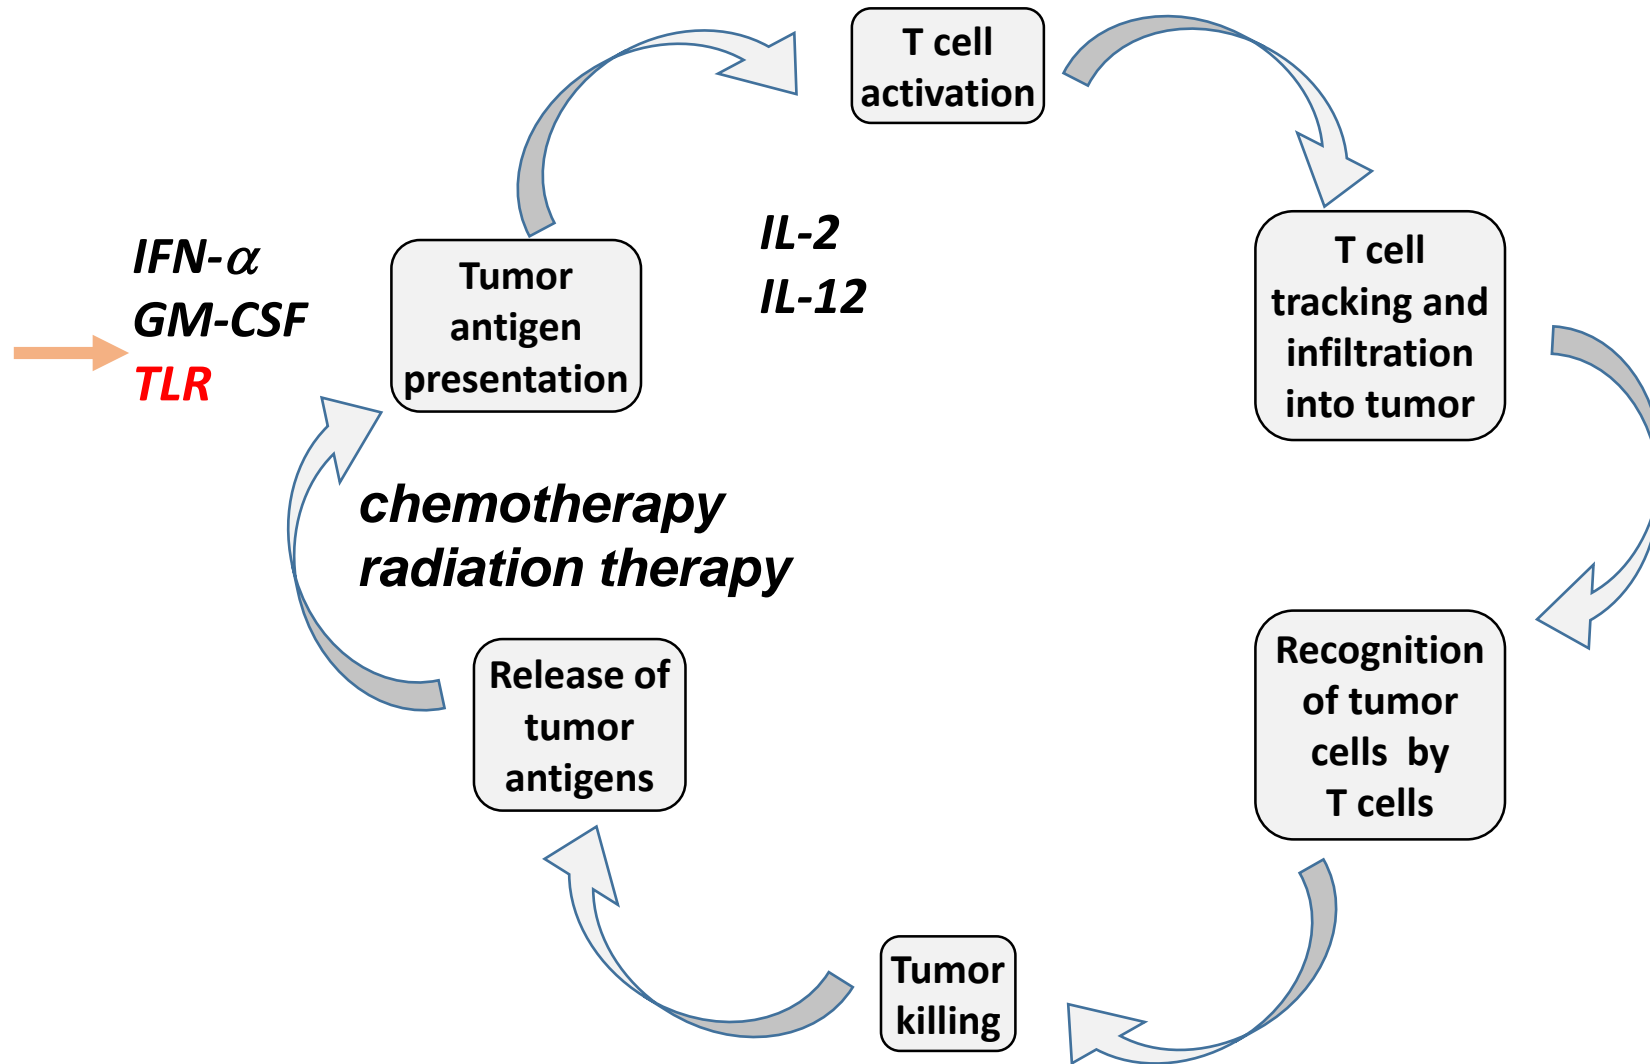 T cell
activation
IL-2
IL-12
IFN-α
GM-CSF
TLR
Tumor
antigen
presentation
T cell
tracking and
infiltration
into tumor
chemotherapy
radiation therapy
Release of
tumor
antigens
Recognition
of tumor
cells by
T cells
Tumor
killing